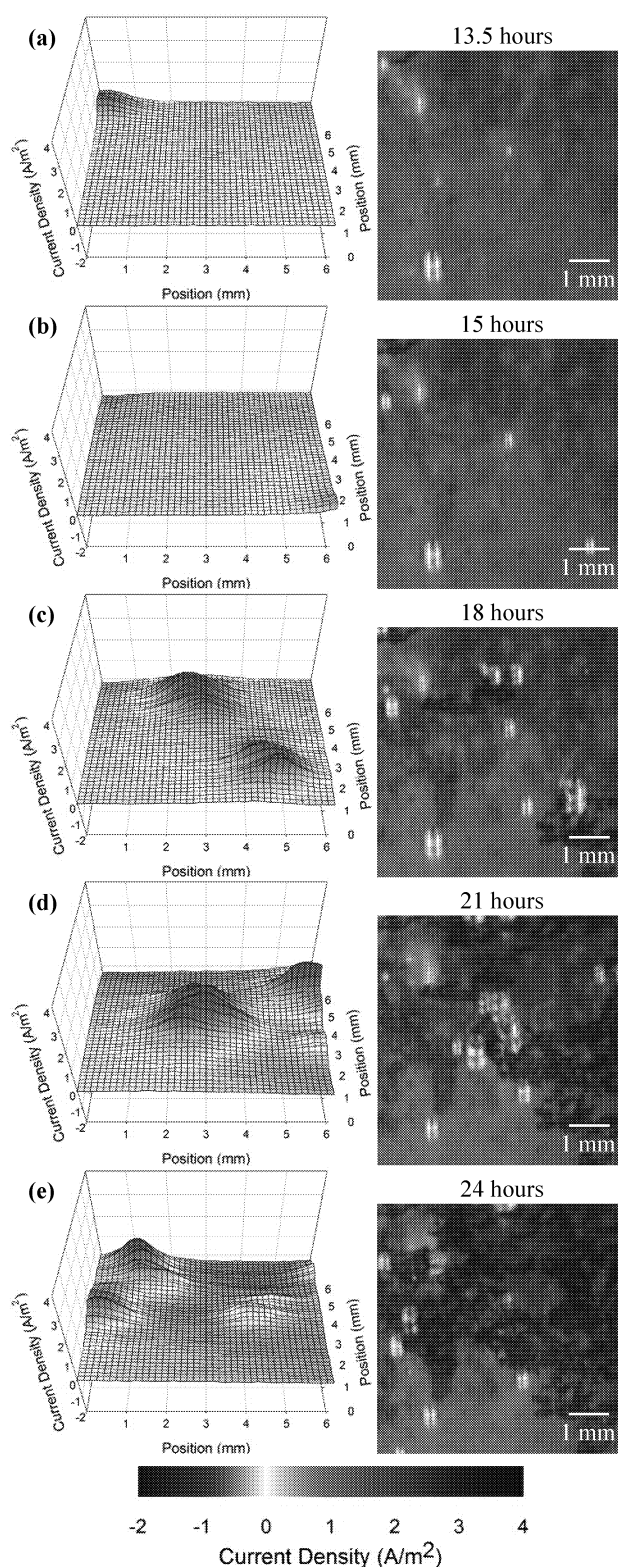 (a)
13.5 hours
Current Density (A/m²)
4
3
2
1
0
-1
-2
1 2 3 4 5 6
Position (mm)
6
5
4
3
2
1
0
Position (mm)
1 mm
(b)
15 hours
Current Density (A/m²)
4
3
2
1
0
-2
1 2 3 4 5 6
Position (mm)
6
5
4
3
2
1
0
Position (mm)
1 mm
(c)
18 hours
Current Density (A/m²)
4
3
2
1
0
-1
-2
1 2 3 4 5 6
Position (mm)
6
5
4
3
2
1
0
Position (mm)
1 mm
(d)
21 hours
Current Density (A/m²)
4
3
2
1
0
-1
-2
1 2 3 4 5 6
Position (mm)
6
5
4
3
2
1
0
Position (mm)
1 mm
(e)
24 hours
Current Density (A/m²)
4
3
2
1
0
-1
-2
1 2 3 4 5 6
Position (mm)
6
5
4
3
2
1
0
Position (mm)
1 mm
-2 -1 0 1 2 3 4
Current Density (A/m²)